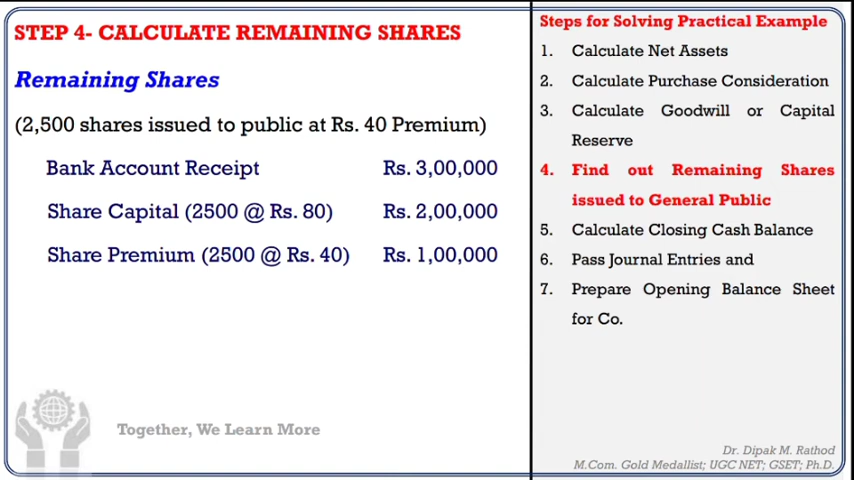 STEP 4- CALCULATE REMAINING SHARES
Remaining Shares
(2,500 shares issued to public at Rs. 40 Premium)
Bank Account Receipt Rs. 3,00,000
Share Capital (2500 @ Rs. 80) Rs. 2,00,000
Share Premium (2500 @ Rs. 40) Rs. 1,00,000
Together, We Learn More
Steps for Solving Practical Example
1. Calculate Net Assets
2. Calculate Purchase Consideration
3. Calculate Goodwill or Capital
Reserve
4. Find out Remaining Shares
issued to General Public
5. Calculate Closing Cash Balance
6. Pass Journal Entries and
7. Prepare Opening Balance Sheet
for Co.
Dr. Dipak M. Rathod
M.Com. Gold Medallist; UGC NET; GSET; Ph.D.